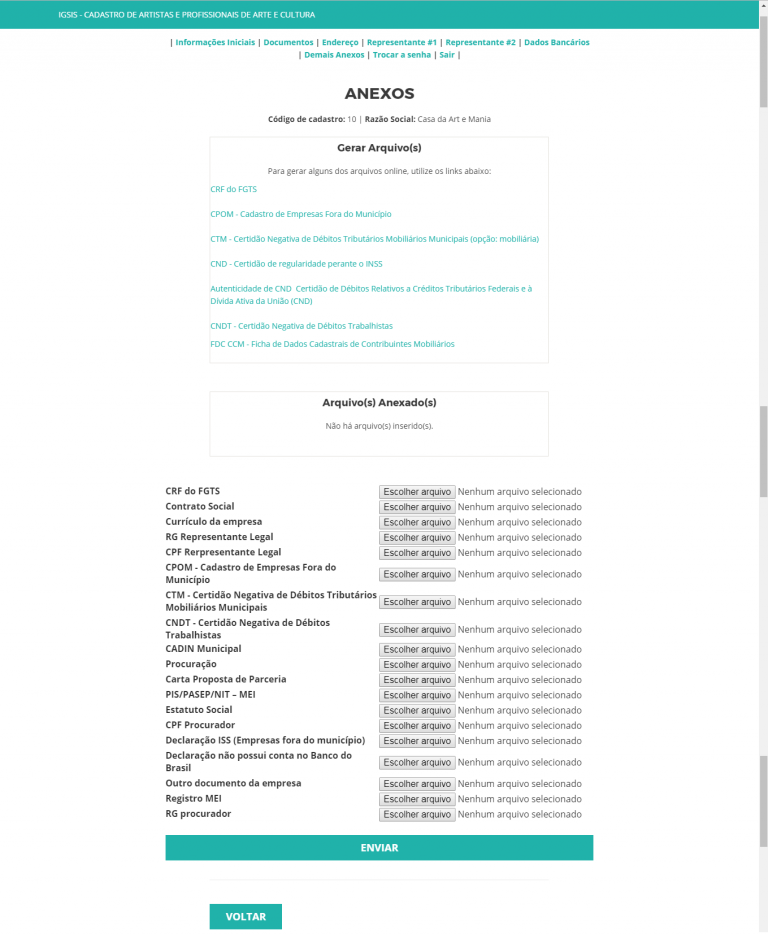 IGSIS - CADASTRO DE ARTISTAS E PROFISSIONAIS DE ARTE E CULTURA
| Informações Iniciais | Documentos | Endereço | Representante #1 | Representante #2 | Dados Bancários
| Demais Anexos | Trocar a senha | Sair |
ANEXOS
Código de cadastro: 10 | Razão Social: Casa da Art e Mania
Gerar Arquivo(s)
Para gerar alguns dos arquivos online, utilize os links abaixo:
CRF do FGTS
CPOM - Cadastro de Empresas Fora do Município
CTM - Certidão Negativa de Débitos Tributários Mobiliários Municipais (opção: mobiliária)
CND - Certidão de regularidade perante o INSS
Autenticidade de CND  Certidão de Débitos Relativos a Créditos Tributários Federais e à
Dívida Ativa da União (CND)
CNDT - Certidão Negativa de Débitos Trabalhistas
FDC CCM - Ficha de Dados Cadastrais de Contribuintes Mobiliários
Arquivo(s) Anexado(s)
Não há arquivo(s) inserido(s).
CRF do FGTS Escolher arquivo Nenhum arquivo selecionado
Contrato Social Escolher arquivo Nenhum arquivo selecionado
Currículo da empresa Escolher arquivo Nenhum arquivo selecionado
RG Representante Legal Escolher arquivo Nenhum arquivo selecionado
CPF Rerpresentante Legal Escolher arquivo Nenhum arquivo selecionado
CPOM - Cadastro de Empresas Fora do
Município Escolher arquivo Nenhum arquivo selecionado
CTM - Certidão Negativa de Débitos Tributários
Mobiliários Municipais Escolher arquivo Nenhum arquivo selecionado
CNDT - Certidão Negativa de Débitos
Trabalhistas Escolher arquivo Nenhum arquivo selecionado
CADIN Municipal Escolher arquivo Nenhum arquivo selecionado
Procuração Escolher arquivo Nenhum arquivo selecionado
Carta Proposta de Parceria Escolher arquivo Nenhum arquivo selecionado
PIS/PASEP/NIT – MEI Escolher arquivo Nenhum arquivo selecionado
Estatuto Social Escolher arquivo Nenhum arquivo selecionado
CPF Procurador Escolher arquivo Nenhum arquivo selecionado
Declaração ISS (Empresas fora do município) Escolher arquivo Nenhum arquivo selecionado
Declaração não possui conta no Banco do
Brasil Escolher arquivo Nenhum arquivo selecionado
Outro documento da empresa Escolher arquivo Nenhum arquivo selecionado
Registro MEI Escolher arquivo Nenhum arquivo selecionado
RG procurador Escolher arquivo Nenhum arquivo selecionado
ENVIAR
VOLTAR